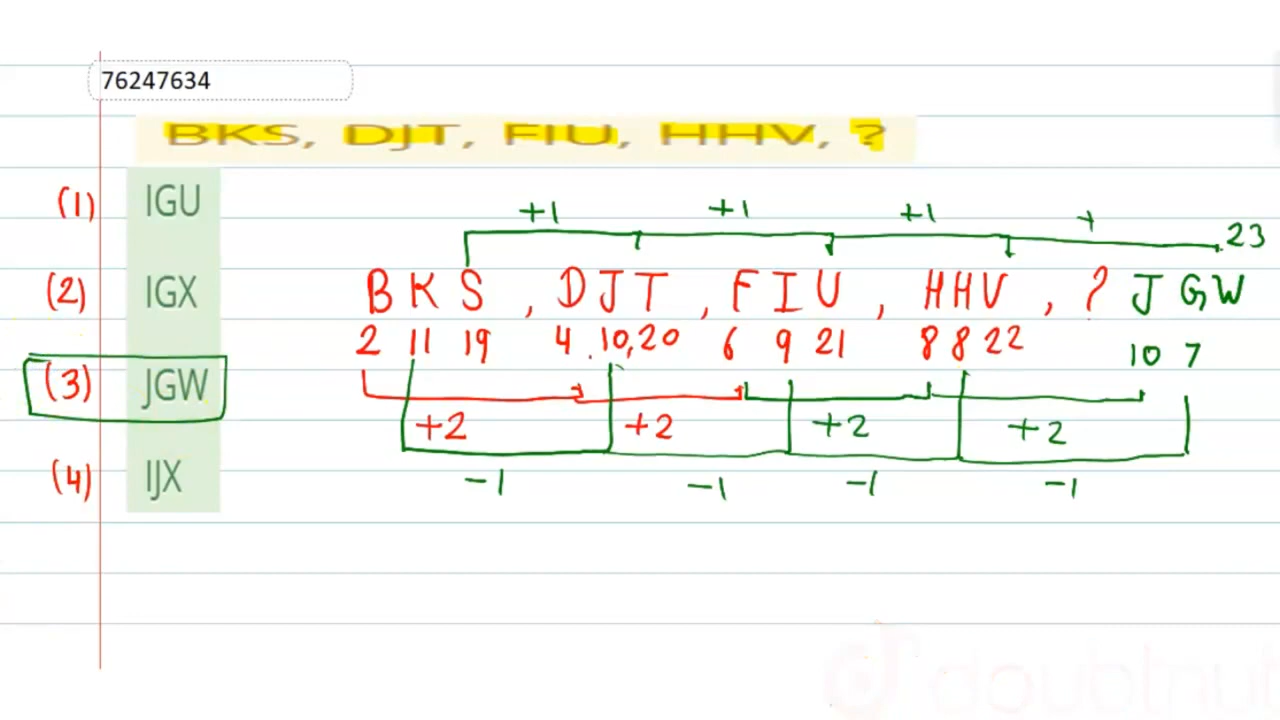 76247634
BKS, DJT, FIU, HHV, ?
(1) IGU
+1 +1 +1 +
23
(2) IGX
BKS, DJT, FIU, HHV, ? JGW
2 11 19 4.10,20 6 9 21 8 8 22 10 7
(3) JGW
+2 +2 +2 +2
(4) IJX
-1 -1 -1 -1
doubtnut